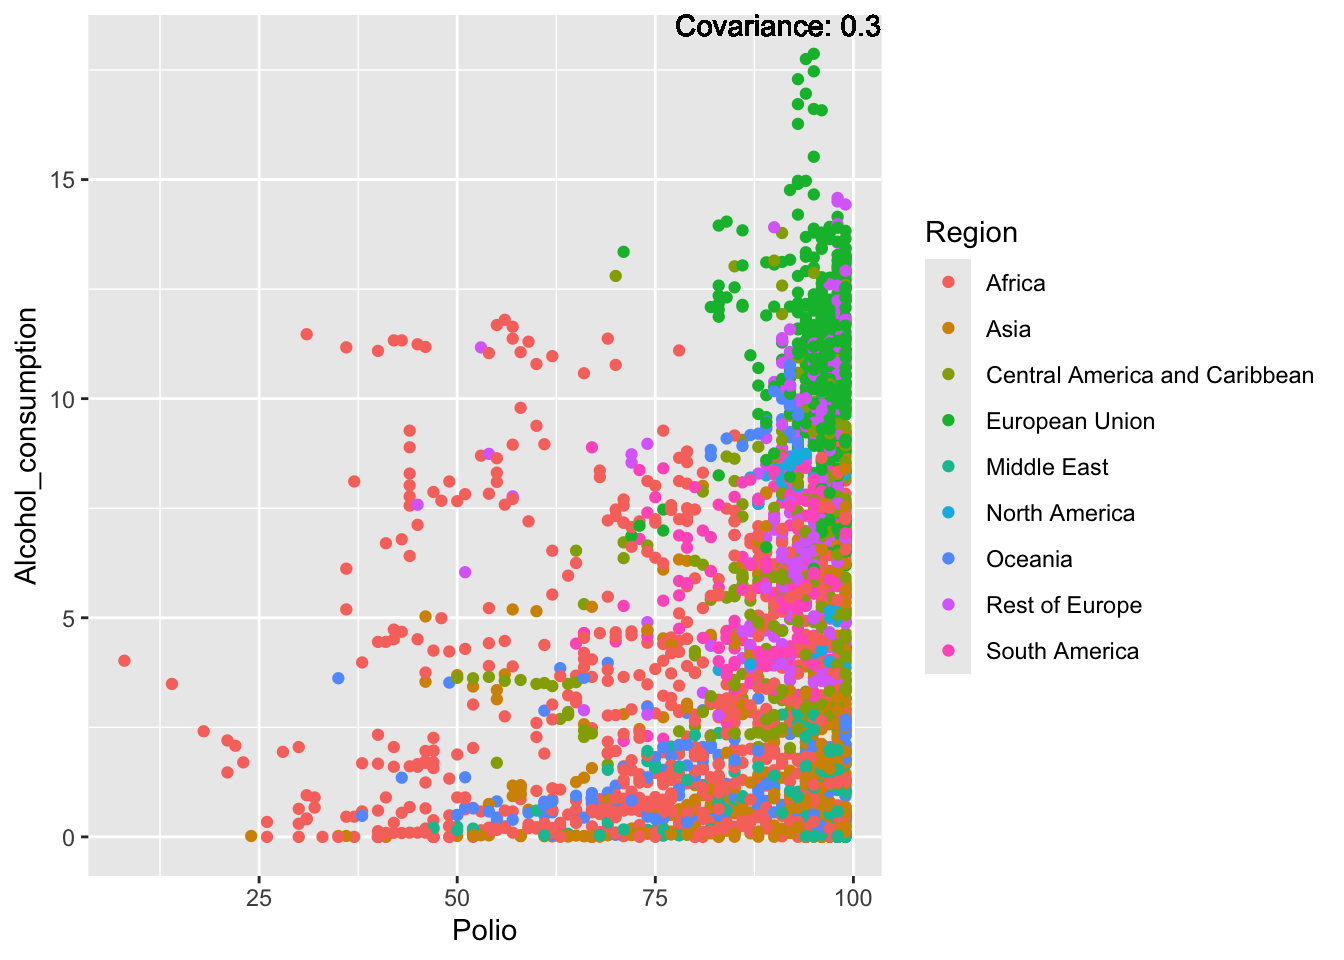 Covariance: 0.3
15
10
5
0
Alcohol_consumption
25 50 75 100
Polio
Region
Africa
Asia
Central America and Caribbean
European Union
Middle East
North America
Oceania
Rest of Europe
South America